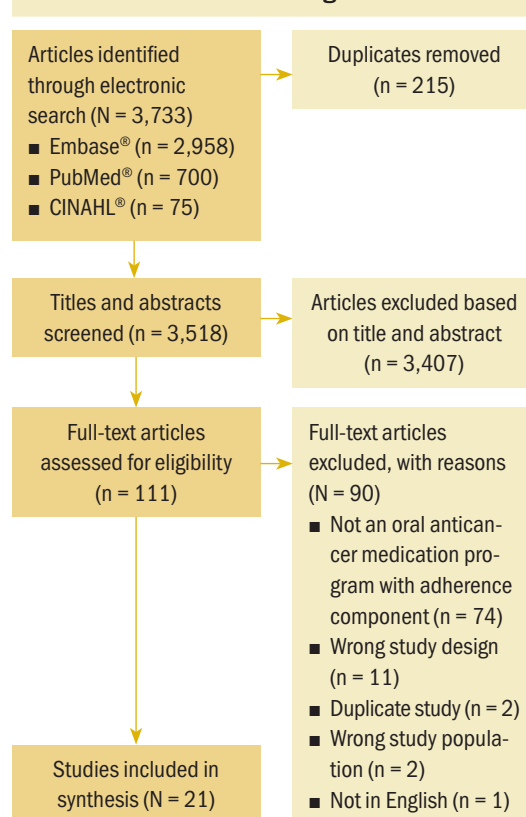 Articles identified
through electronic
search (N = 3,733)
■ Embase® (n = 2,958)
■ PubMed® (n = 700)
■ CINAHL® (n = 75)
Duplicates removed
(n = 215)
Titles and abstracts
screened (n = 3,518)
Articles excluded based
on title and abstract
(n = 3,407)
Full-text articles
assessed for eligibility
(n = 111)
Full-text articles
excluded, with reasons
(N = 90)
■ Not an oral antican-
cer medication pro-
gram with adherence
component (n = 74)
■ Wrong study design
(n = 11)
■ Duplicate study (n = 2)
■ Wrong study popula-
tion (n = 2)
■ Not in English (n = 1)
Studies included in
synthesis (N = 21)